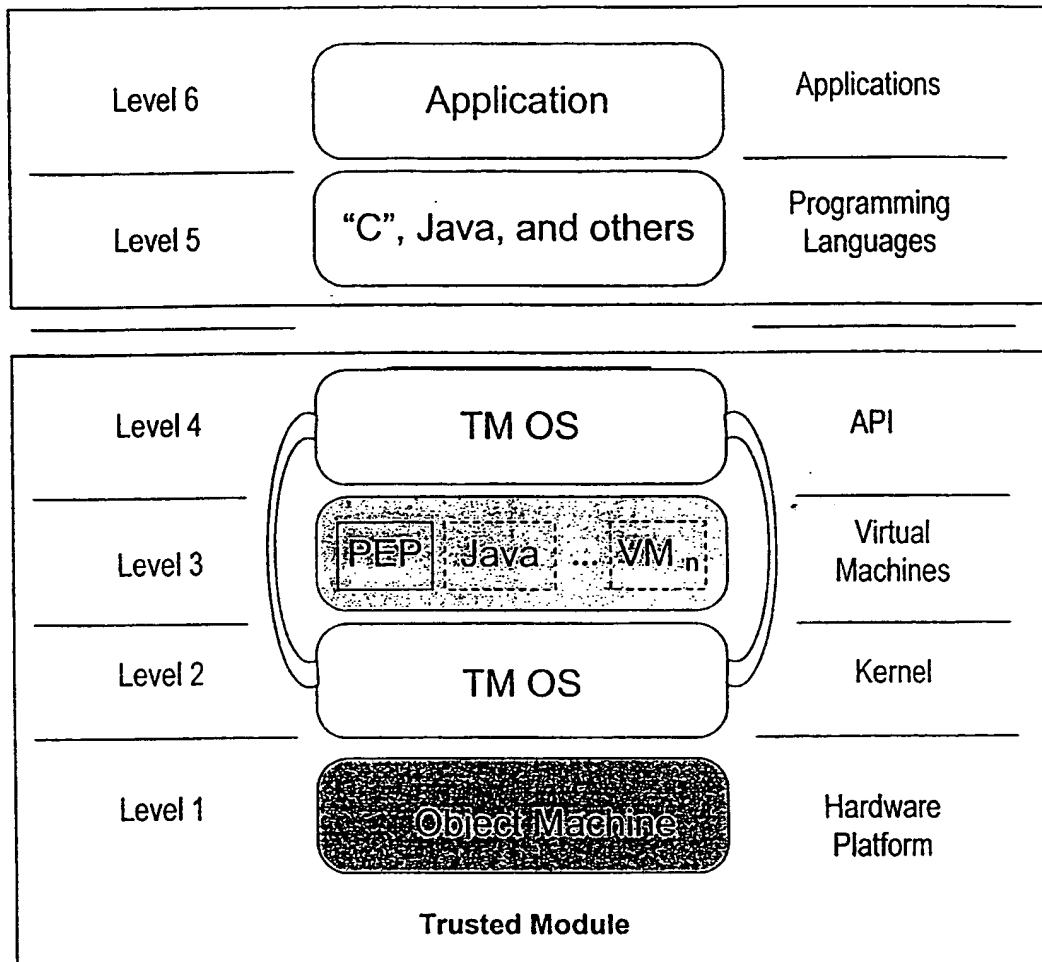 Level 6
Application
Applications
Level 5
“C”, Java, and others
Programming
Languages
Level 4
TM OS
API
Level 3
PEP Java ... VM n
Virtual
Machines
Level 2
TM OS
Kernel
Level 1
Object Machine
Hardware
Platform
Trusted Module